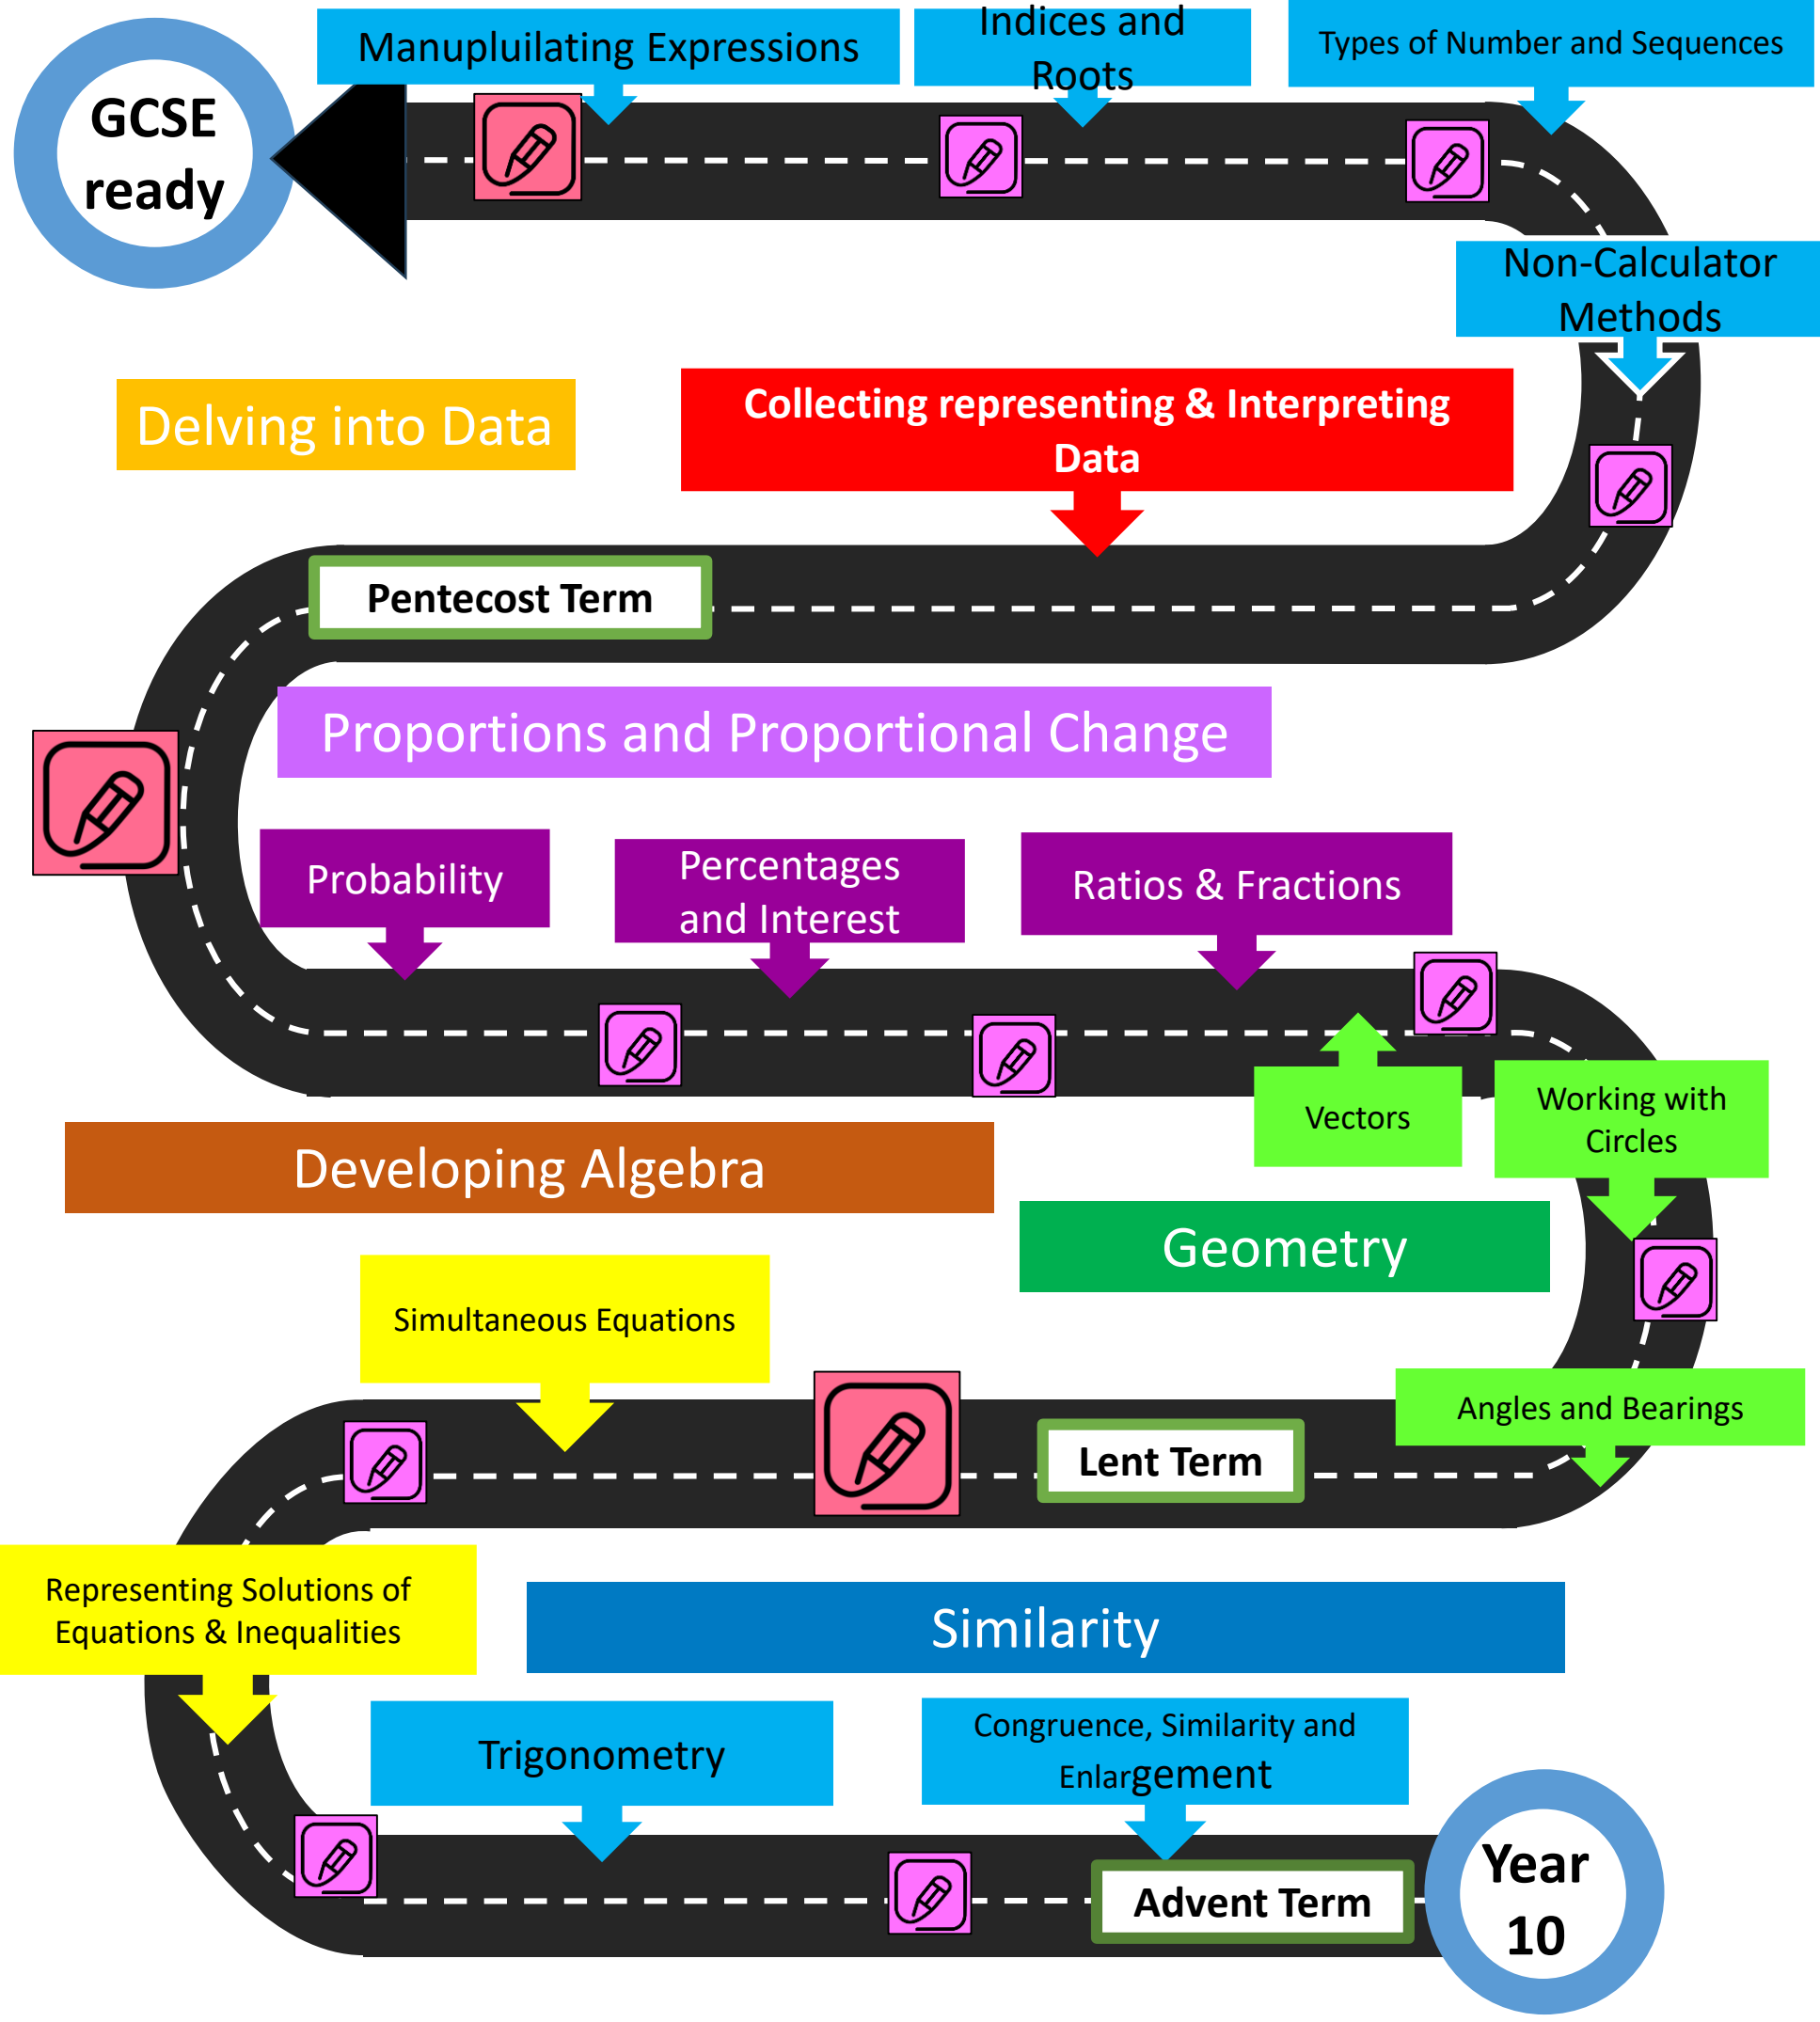 GCSE
ready
Manupluilating Expressions
Indices and
Roots
Types of Number and Sequences
Non-Calculator
Methods
Delving into Data
Collecting representing & Interpreting
Data
Pentecost Term
Proportions and Proportional Change
Probability
Percentages
and Interest
Ratios & Fractions
Vectors
Working with
Circles
Developing Algebra
Geometry
Simultaneous Equations
Lent Term
Angles and Bearings
Representing Solutions of
Equations & Inequalities
Similarity
Trigonometry
Congruence, Similarity and
Enlargement
Advent Term
Year
10